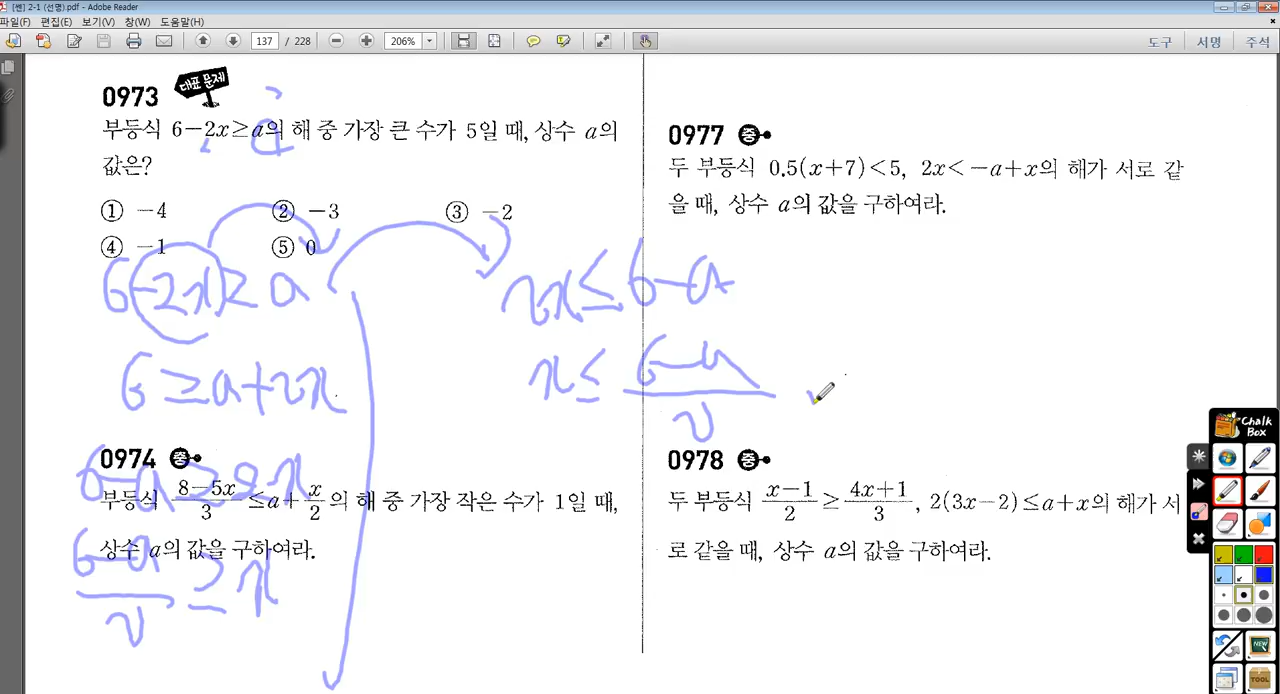 [쎈] 2-1 (선명).pdf - Adobe Reader
파일(F) 편집(E) 보기(V) 창(W) 도움말(H)
137 / 228 206% 도구 서명 주석
0973 대표 문제
부등식 6-2x≥a의 해 중 가장 큰 수가 5일 때, 상수 a의
값은?
① -4 ② -3 ③ -2
④ -1 ⑤ 0
6-2x≥a
6≥a+2x
6-a≥2x
6-a/2≥x
2x≤6-a
x≤6-a/2
0974 중
부등식 8-5x/3≤a+x/2의 해 중 가장 작은 수가 1일 때,
상수 a의 값을 구하여라.
0977 중
두 부등식 0.5(x+7)<5, 2x<-a+x의 해가 서로 같
을 때, 상수 a의 값을 구하여라.
0978 중
두 부등식 x-1/2≥4x+1/3, 2(3x-2)≤a+x의 해가 서
로 같을 때, 상수 a의 값을 구하여라.
Chalk
Box
NEW
TOOL